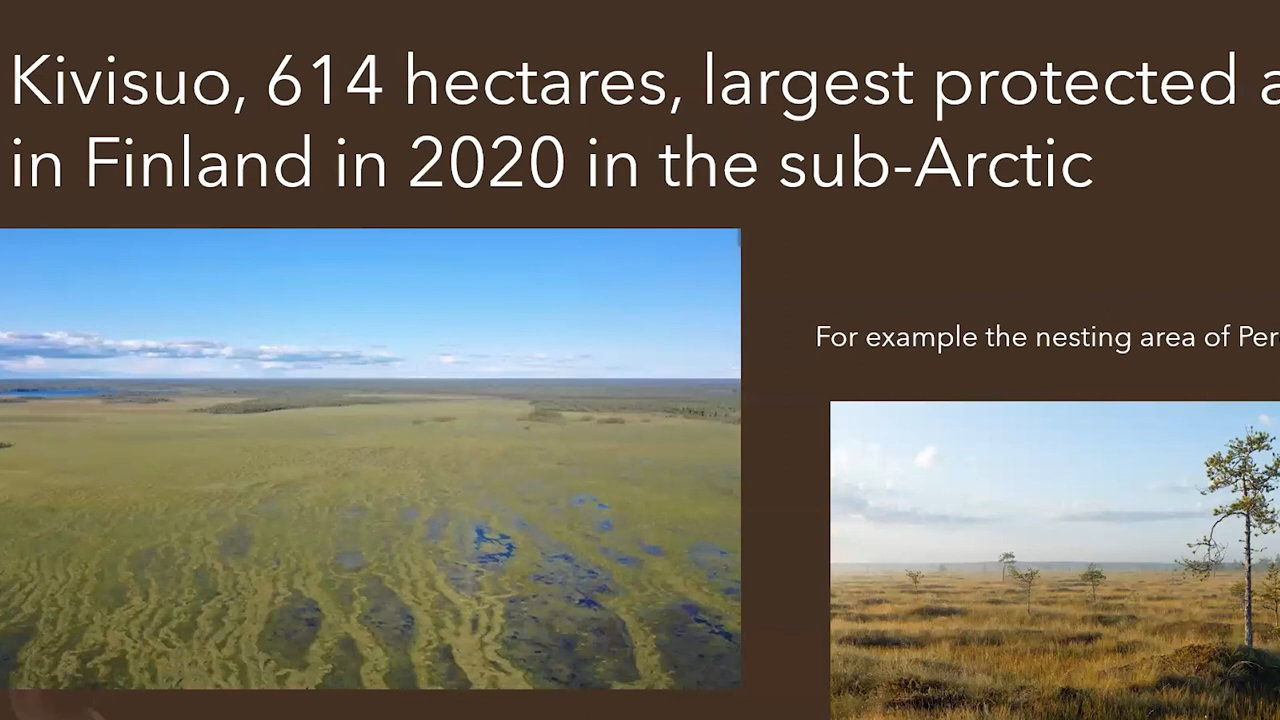 Kivisuo, 614 hectares, largest protected
in Finland in 2020 in the sub-Arctic
For example the nesting area of